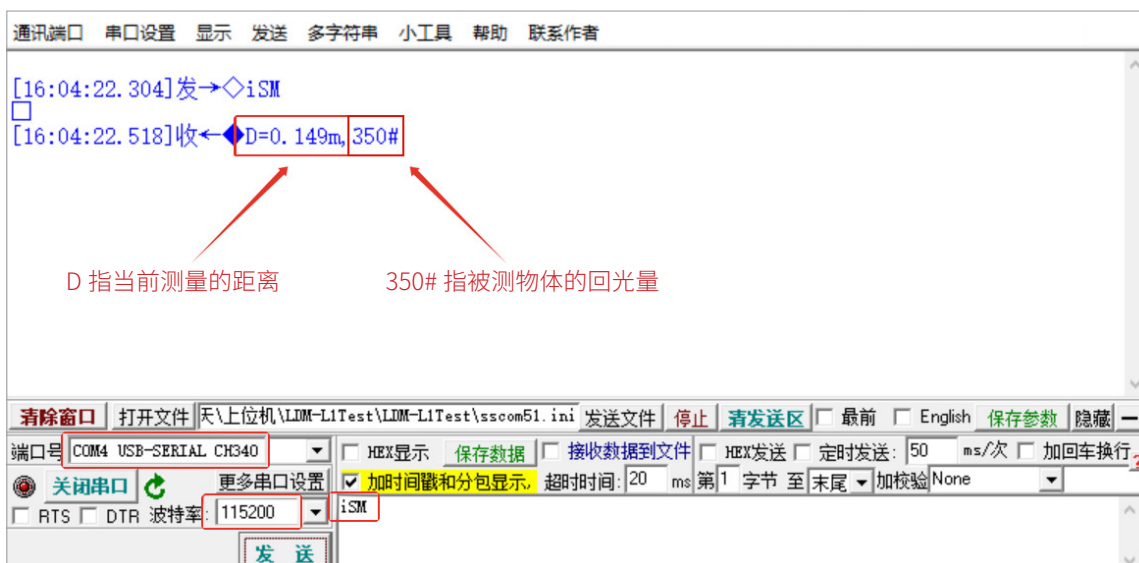 通讯端口 串口设置 显示 发送 多字符串 小工具 帮助 联系作者
[16:04:22.304]发→◇iSM
□
[16:04:22.518]收←◆D=0.149m,350#
D 指当前测量的距离 350# 指被测物体的回光量
清除窗口 打开文件 天\上位机\LDM-L1Test\LDM-L1Test\sscom51.ini 发送文件 停止 清发送区 最前 English 保存参数 隐藏 —
端口号 COM4 USB-SERIAL CH340 HEX显示 保存数据 接收数据到文件 HEX发送 定时发送: 50 ms/次 加回车换行
关闭串口 更多串口设置 加时间戳和分包显示, 超时时间: 20 ms 第1 字节 至 末尾 加校验 None ?
RTS DTR 波特率: 115200 iSM
发 送